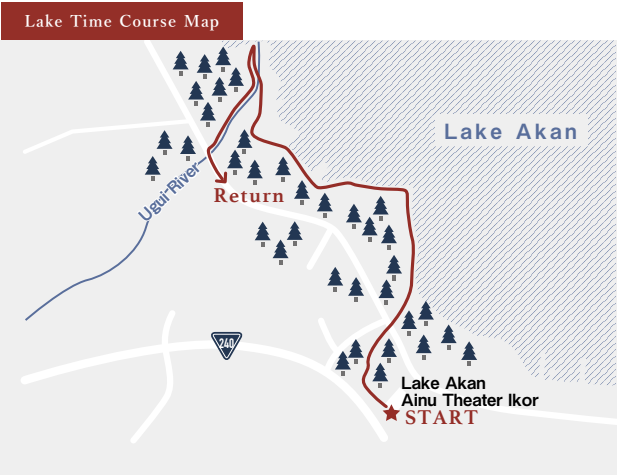 Lake Time Course Map
Lake Akan
Ugui-River
Return
240
Lake Akan
Ainu Theater Ikor
START